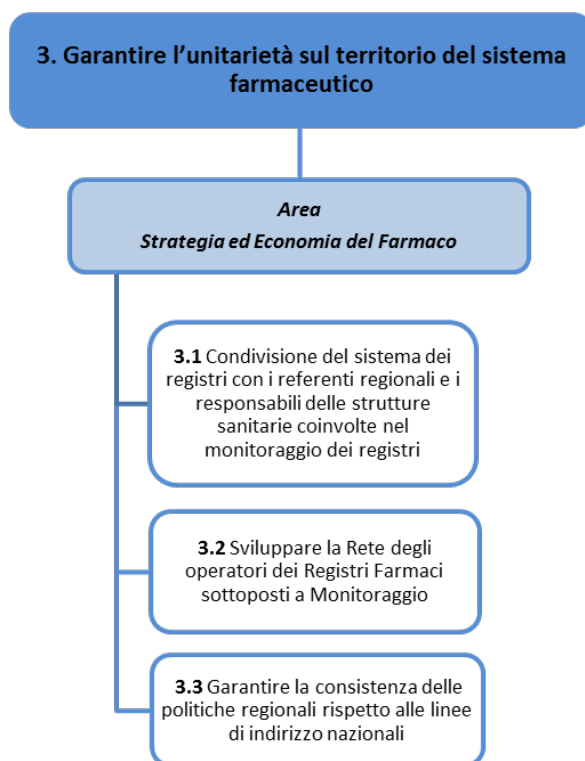 3. Garantire l’unitarietà sul territorio del sistema
farmaceutico
Area
Strategia ed Economia del Farmaco
3.1 Condivisione del sistema dei
registri con i referenti regionali e i
responsabili delle strutture
sanitarie coinvolte nel
monitoraggio dei registri
3.2 Sviluppare la Rete degli
operatori dei Registri Farmaci
sottoposti a Monitoraggio
3.3 Garantire la consistenza delle
politiche regionali rispetto alle linee
di indirizzo nazionali